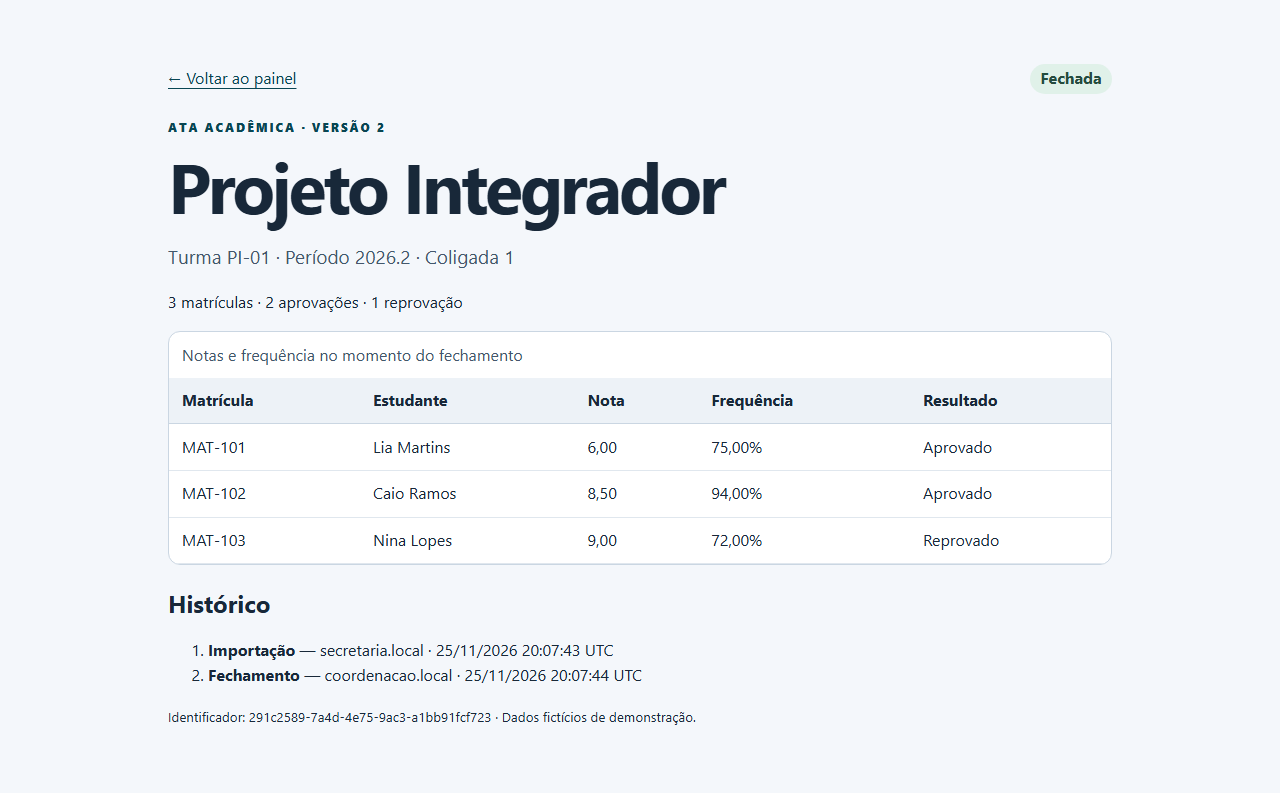 ← Voltar ao painel
Fechada
ATA ACADÊMICA · VERSÃO 2
Projeto Integrador
Turma PI-01 · Período 2026.2 · Coligada 1
3 matrículas · 2 aprovações · 1 reprovação
Notas e frequência no momento do fechamento
Matrícula Estudante Nota Frequência Resultado
MAT-101 Lia Martins 6,00 75,00% Aprovado
MAT-102 Caio Ramos 8,50 94,00% Aprovado
MAT-103 Nina Lopes 9,00 72,00% Reprovado
Histórico
1. Importação — secretaria.local · 25/11/2026 20:07:43 UTC
2. Fechamento — coordenacao.local · 25/11/2026 20:07:44 UTC
Identificador: 291c2589-7a4d-4e75-9ac3-a1bb91fcf723 · Dados fictícios de demonstração.